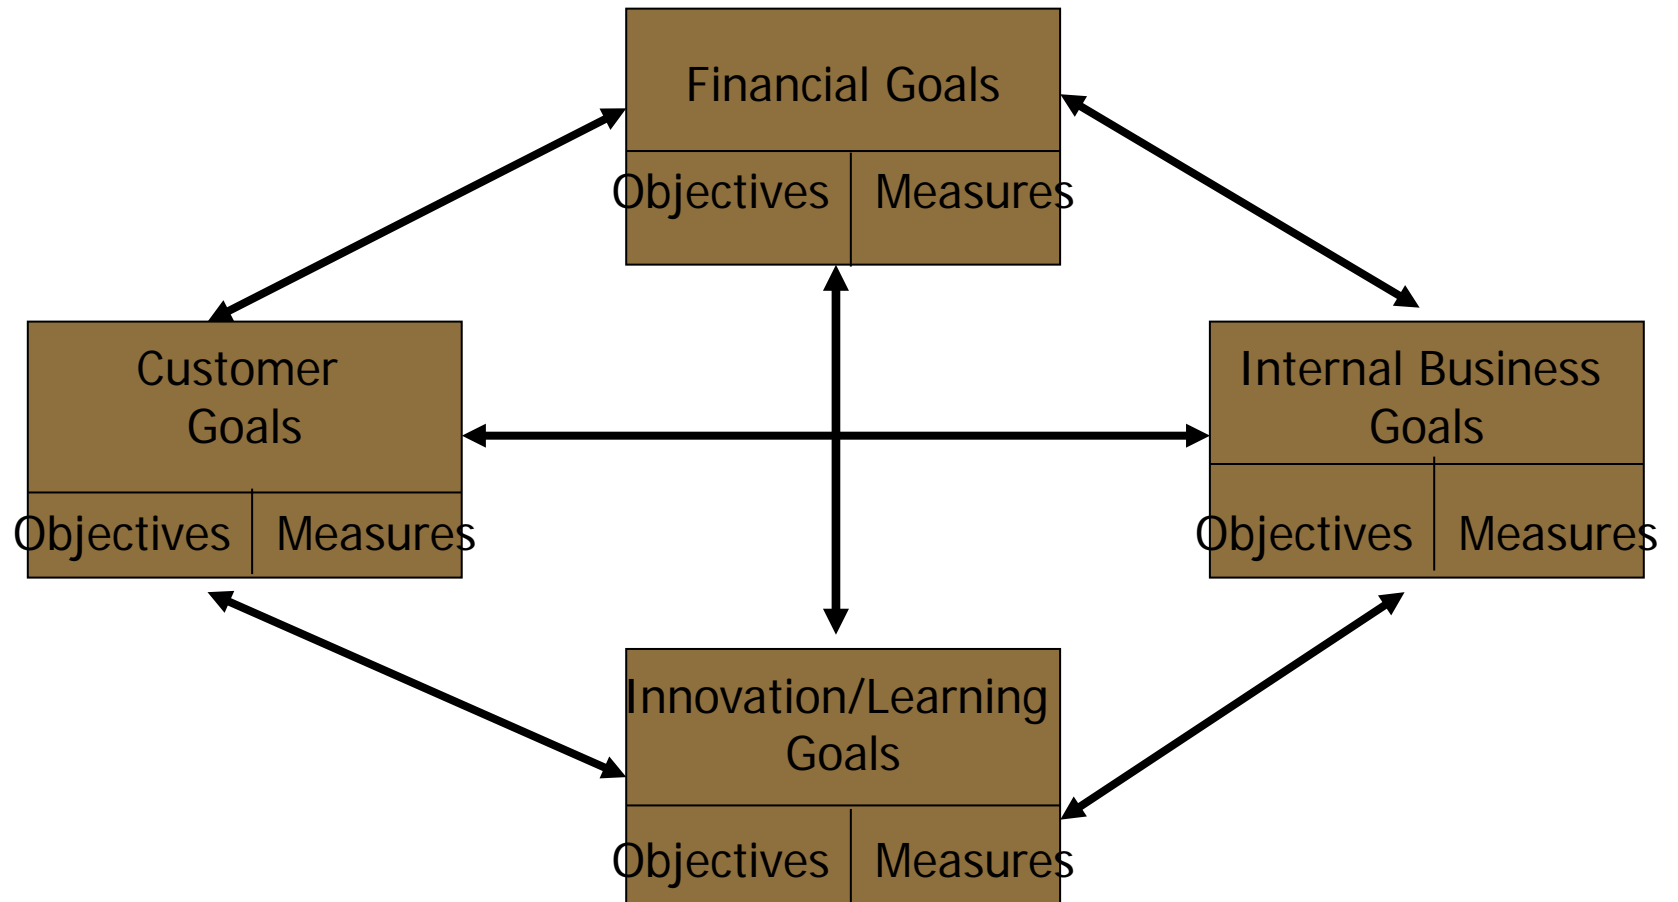 Financial Goals
Objectives Measures
Customer
Goals
Objectives Measures
Internal Business
Goals
Objectives Measures
Innovation/Learning
Goals
Objectives Measures